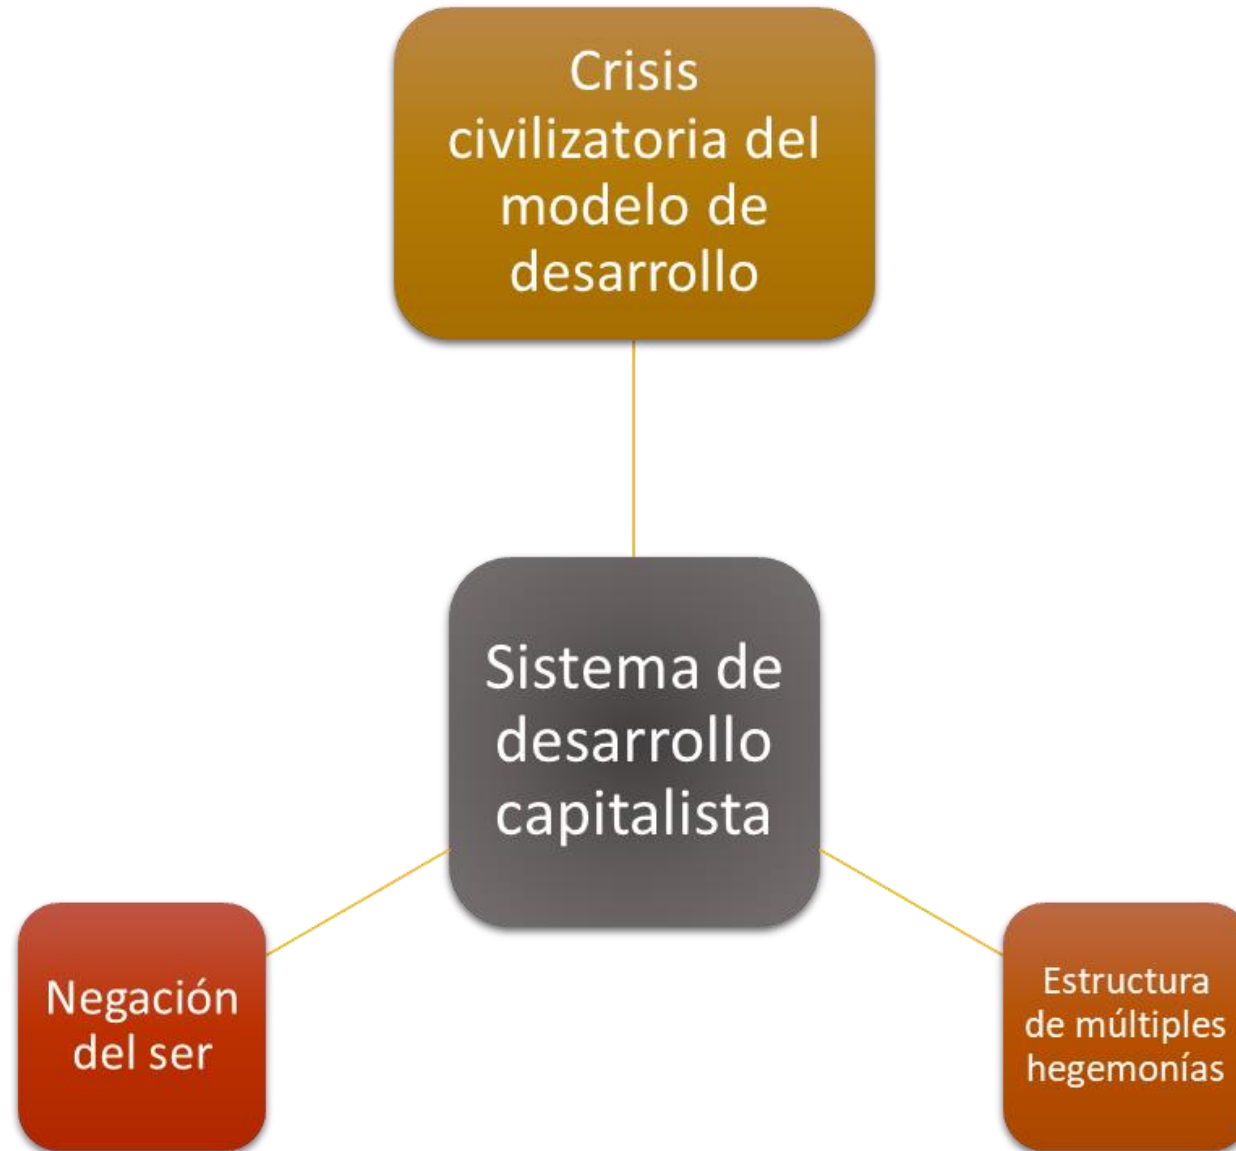 Crisis
civilizatoria del
modelo de
desarrollo
Sistema de
desarrollo
capitalista
Negación
del ser
Estructura
de múltiples
hegemonías